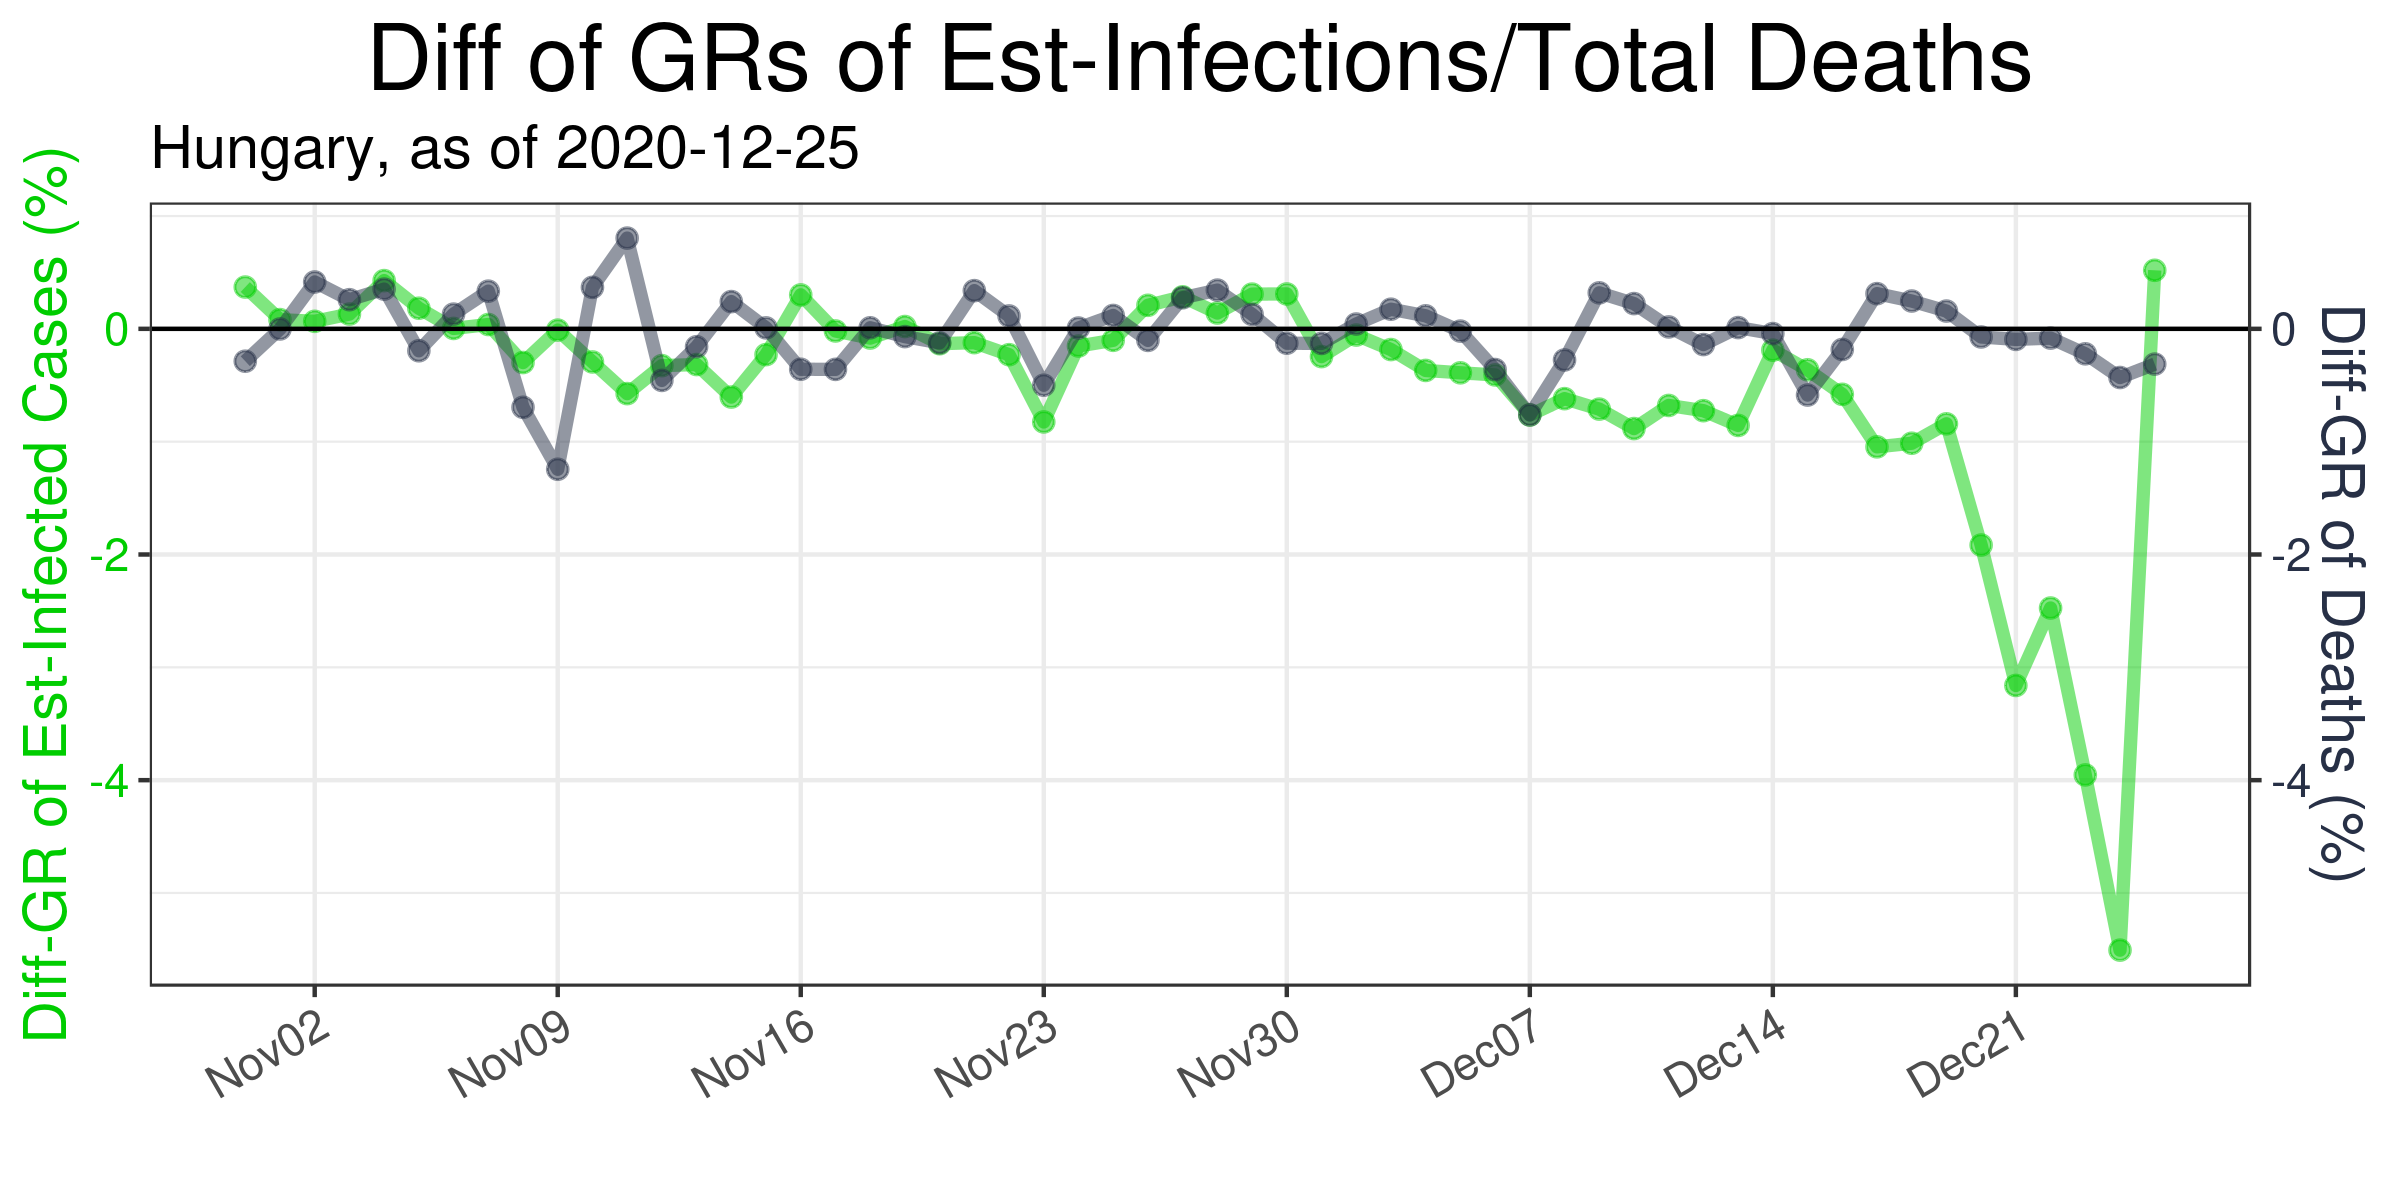 Diff of GRs of Est-Infections/Total Deaths
Hungary, as of 2020-12-25
Diff-GR of Est-Infected Cases (%)
0
-2
-4
0
-2
-4
Diff-GR of Deaths (%)
Nov02
Nov09
Nov16
Nov23
Nov30
Dec07
Dec14
Dec21